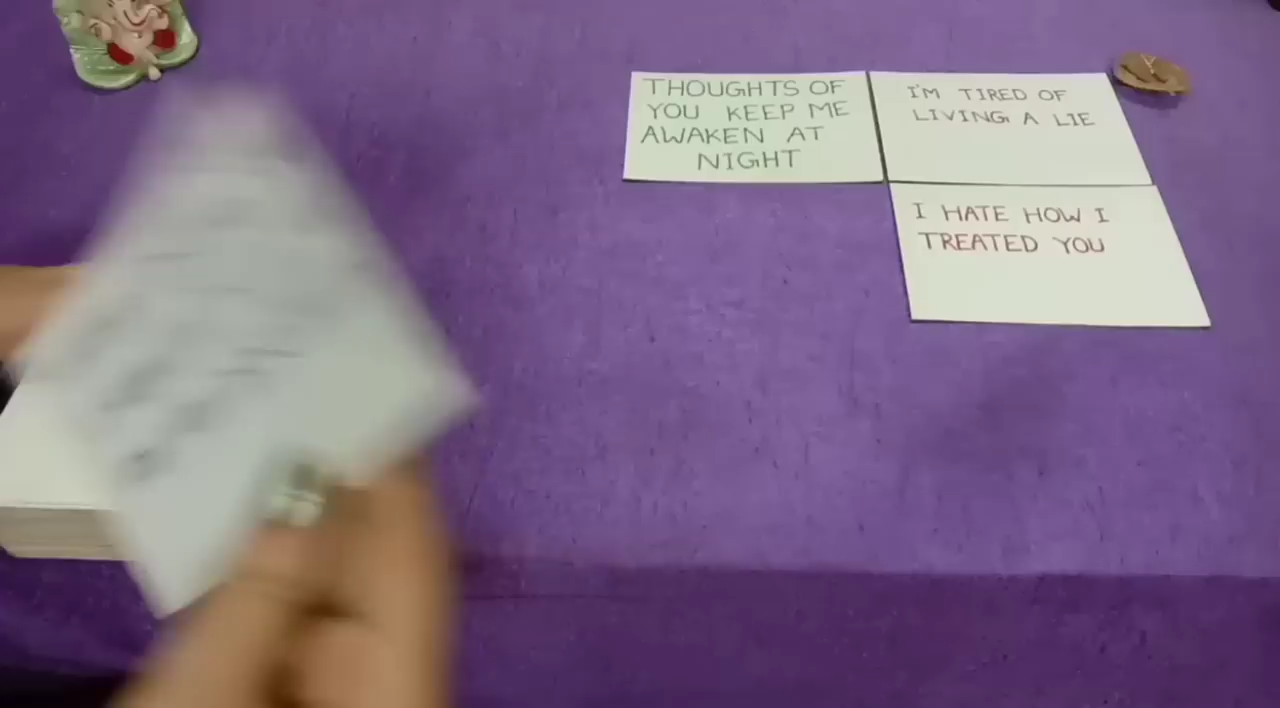 THOUGHTS OF
YOU KEEP ME
AWAKEN AT
NIGHT
I'M TIRED OF
LIVING A LIE
I HATE HOW I
TREATED YOU